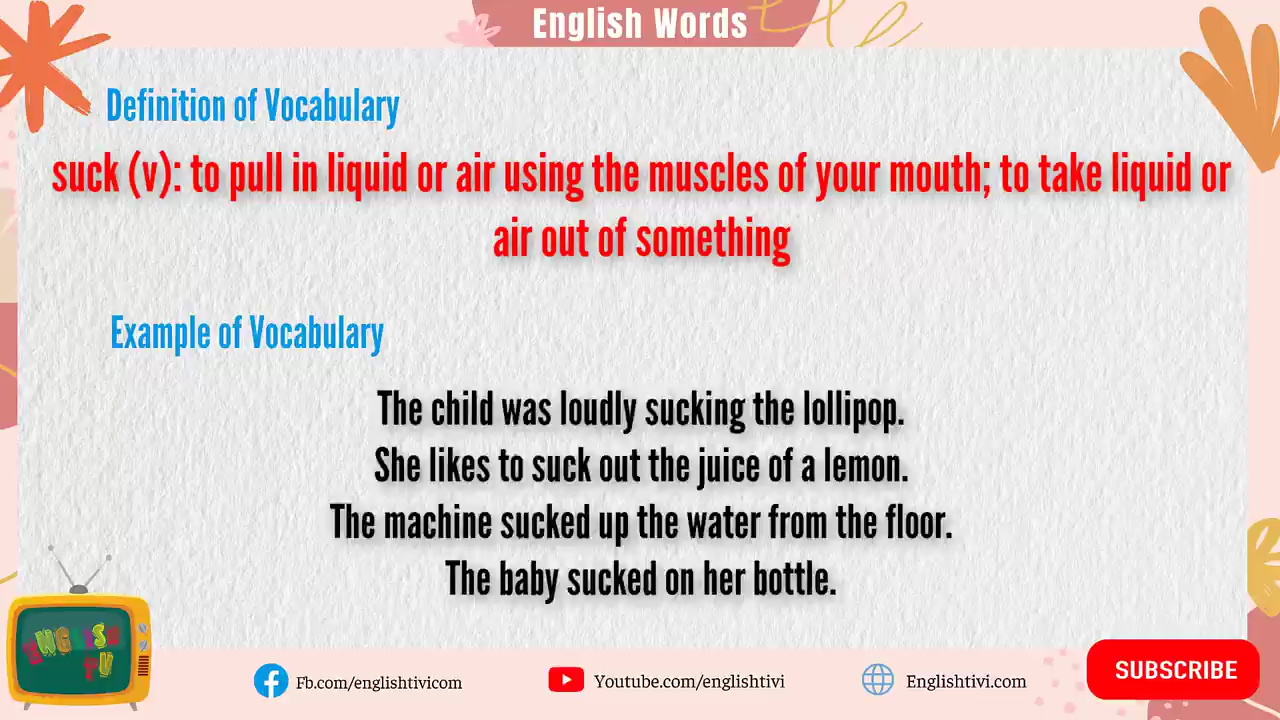 English Words
Definition of Vocabulary
suck (v): to pull in liquid or air using the muscles of your mouth; to take liquid or
air out of something
Example of Vocabulary
The child was loudly sucking the lollipop.
She likes to suck out the juice of a lemon.
The machine sucked up the water from the floor.
The baby sucked on her bottle.
ENGLISH
TV
Fb.com/englishtivicom
Youtube.com/englishtivi
Englishtivi.com
SUBSCRIBE